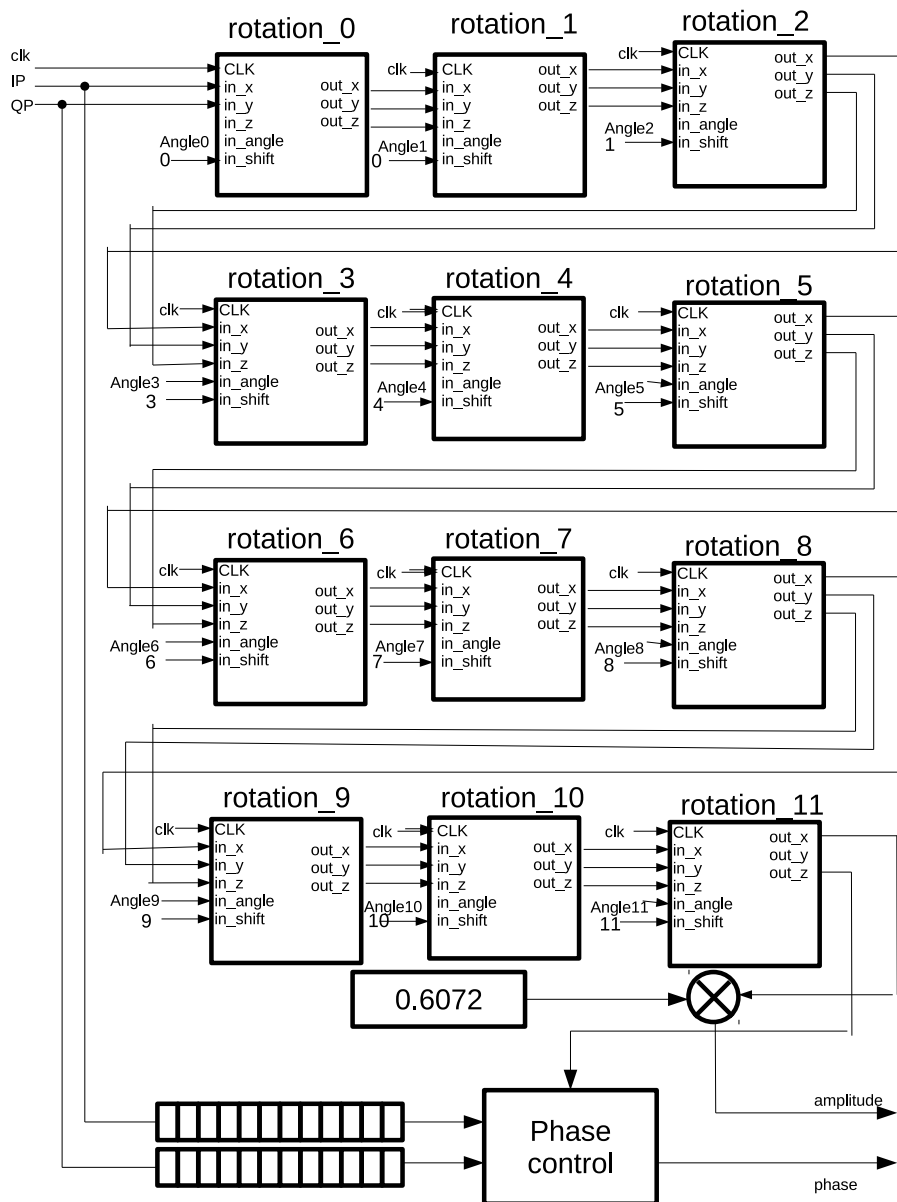 rotation_0
rotation_1
rotation_2
clk
IP
QP
CLK
in_x
in_y
in_z
in_angle
in_shift
out_x
out_y
out_z
Angle0
0
clk
CLK
in_x
in_y
in_z
in_angle
in_shift
out_x
out_y
out_z
Angle1
0
clk
CLK
in_x
in_y
in_z
in_angle
in_shift
out_x
out_y
out_z
Angle2
1
rotation_3
rotation_4
rotation_5
clk
CLK
in_x
in_y
in_z
in_angle
in_shift
out_x
out_y
out_z
Angle3
3
clk
CLK
in_x
in_y
in_z
in_angle
in_shift
out_x
out_y
out_z
Angle4
4
clk
CLK
in_x
in_y
in_z
in_angle
in_shift
out_x
out_y
out_z
Angle5
5
rotation_6
rotation_7
rotation_8
clk
CLK
in_x
in_y
in_z
in_angle
in_shift
out_x
out_y
out_z
Angle6
6
clk
CLK
in_x
in_y
in_z
in_angle
in_shift
out_x
out_y
out_z
Angle7
7
clk
CLK
in_x
in_y
in_z
in_angle
in_shift
out_x
out_y
out_z
Angle8
8
rotation_9
rotation_10
rotation_11
clk
CLK
in_x
in_y
in_z
in_angle
in_shift
out_x
out_y
out_z
Angle9
9
clk
CLK
in_x
in_y
in_z
in_angle
in_shift
out_x
out_y
out_z
Angle10
10
clk
CLK
in_x
in_y
in_z
in_angle
in_shift
out_x
out_y
out_z
Angle11
11
0.6072
Phase
control
amplitude
phase